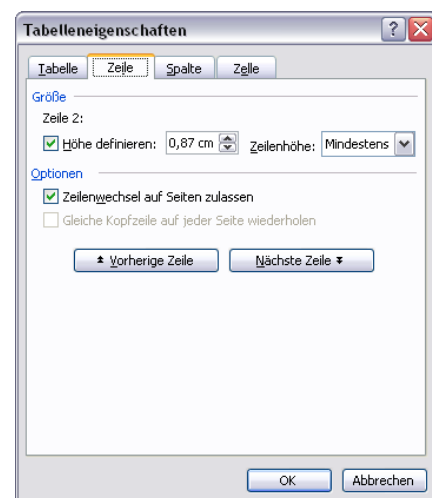 Tabelleneigenschaften
Tabelle Zeile Spalte Zelle
Größe
Zeile 2:
Höhe definieren: 0,87 cm Zeilenhöhe: Mindestens
Optionen
Zeilenwechsel auf Seiten zulassen
Gleiche Kopfzeile auf jeder Seite wiederholen
Vorherige Zeile Nächste Zeile
OK Abbrechen